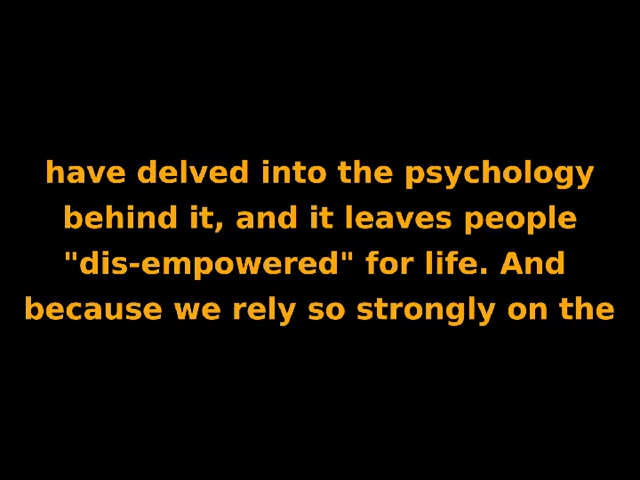 have delved into the psychology
behind it, and it leaves people
"dis-empowered" for life. And
because we rely so strongly on the